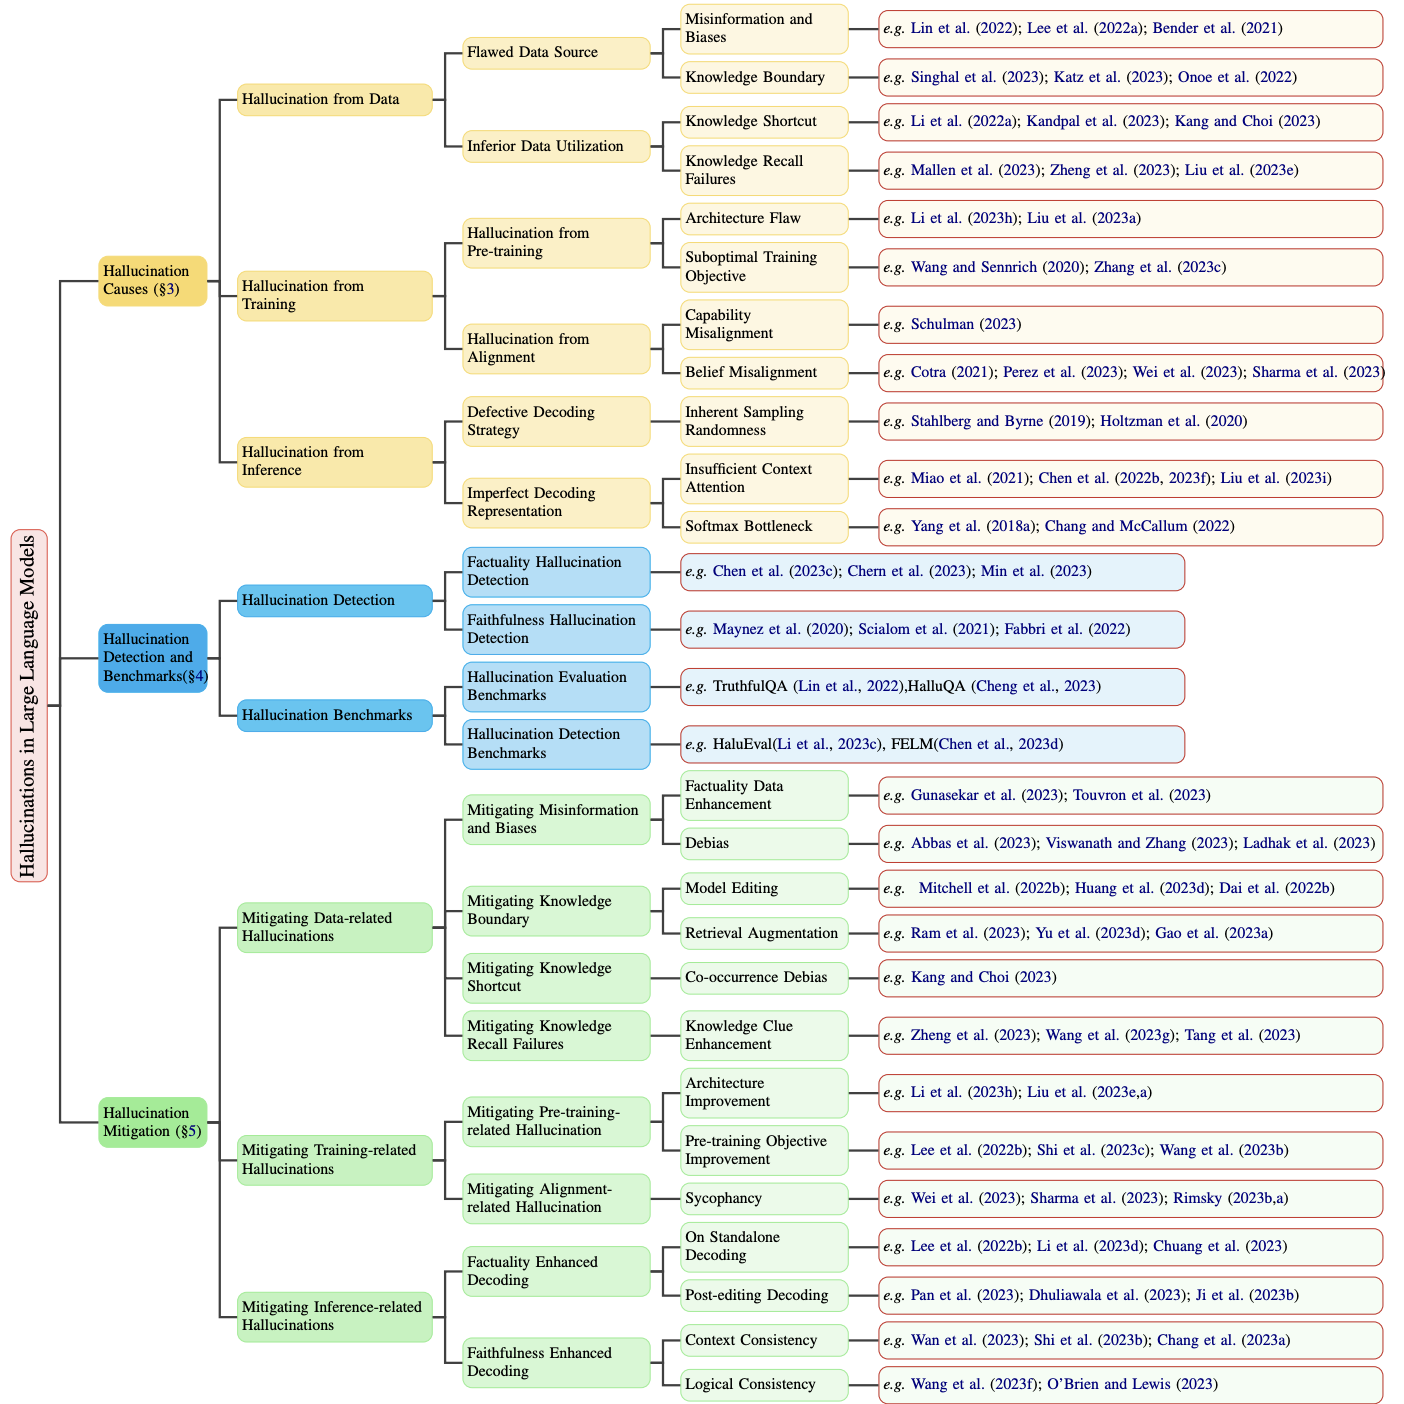 Hallucinations in Large Language Models
Hallucination
Causes (§3)
Hallucination from Data
Flawed Data Source
Misinformation and
Biases
e.g. Lin et al. (2022); Lee et al. (2022a); Bender et al. (2021)
Knowledge Boundary
e.g. Singhal et al. (2023); Katz et al. (2023); Onoe et al. (2022)
Inferior Data Utilization
Knowledge Shortcut
e.g. Li et al. (2022a); Kandpal et al. (2023); Kang and Choi (2023)
Knowledge Recall
Failures
e.g. Mallen et al. (2023); Zheng et al. (2023); Liu et al. (2023e)
Hallucination from
Training
Hallucination from
Pre-training
Architecture Flaw
e.g. Li et al. (2023h); Liu et al. (2023a)
Suboptimal Training
Objective
e.g. Wang and Sennrich (2020); Zhang et al. (2023c)
Hallucination from
Alignment
Capability
Misalignment
e.g. Schulman (2023)
Belief Misalignment
e.g. Cotra (2021); Perez et al. (2023); Wei et al. (2023); Sharma et al. (2023)
Hallucination from
Inference
Defective Decoding
Strategy
Inherent Sampling
Randomness
e.g. Stahlberg and Byrne (2019); Holtzman et al. (2020)
Imperfect Decoding
Representation
Insufficient Context
Attention
e.g. Miao et al. (2021); Chen et al. (2022b, 2023f); Liu et al. (2023i)
Softmax Bottleneck
e.g. Yang et al. (2018a); Chang and McCallum (2022)
Hallucination
Detection and
Benchmarks(§4)
Hallucination Detection
Factuality Hallucination
Detection
e.g. Chen et al. (2023c); Chern et al. (2023); Min et al. (2023)
Faithfulness Hallucination
Detection
e.g. Maynez et al. (2020); Scialom et al. (2021); Fabbri et al. (2022)
Hallucination Benchmarks
Hallucination Evaluation
Benchmarks
e.g. TruthfulQA (Lin et al., 2022),HalluQA (Cheng et al., 2023)
Hallucination Detection
Benchmarks
e.g. HaluEval(Li et al., 2023c), FELM(Chen et al., 2023d)
Hallucination
Mitigation (§5)
Mitigating Data-related
Hallucinations
Mitigating Misinformation
and Biases
Factuality Data
Enhancement
e.g. Gunasekar et al. (2023); Touvron et al. (2023)
Debias
e.g. Abbas et al. (2023); Viswanath and Zhang (2023); Ladhak et al. (2023)
Mitigating Knowledge
Boundary
Model Editing
e.g. Mitchell et al. (2022b); Huang et al. (2023d); Dai et al. (2022b)
Retrieval Augmentation
e.g. Ram et al. (2023); Yu et al. (2023d); Gao et al. (2023a)
Mitigating Knowledge
Shortcut
Co-occurrence Debias
e.g. Kang and Choi (2023)
Mitigating Knowledge
Recall Failures
Knowledge Clue
Enhancement
e.g. Zheng et al. (2023); Wang et al. (2023g); Tang et al. (2023)
Mitigating Training-related
Hallucinations
Mitigating Pre-training-
related Hallucination
Architecture
Improvement
e.g. Li et al. (2023h); Liu et al. (2023e,a)
Pre-training Objective
Improvement
e.g. Lee et al. (2022b); Shi et al. (2023c); Wang et al. (2023b)
Mitigating Alignment-
related Hallucination
Sycophancy
e.g. Wei et al. (2023); Sharma et al. (2023); Rimsky (2023b,a)
Mitigating Inference-related
Hallucinations
Factuality Enhanced
Decoding
On Standalone
Decoding
e.g. Lee et al. (2022b); Li et al. (2023d); Chuang et al. (2023)
Post-editing Decoding
e.g. Pan et al. (2023); Dhuliawala et al. (2023); Ji et al. (2023b)
Faithfulness Enhanced
Decoding
Context Consistency
e.g. Wan et al. (2023); Shi et al. (2023b); Chang et al. (2023a)
Logical Consistency
e.g. Wang et al. (2023f); O'Brien and Lewis (2023)